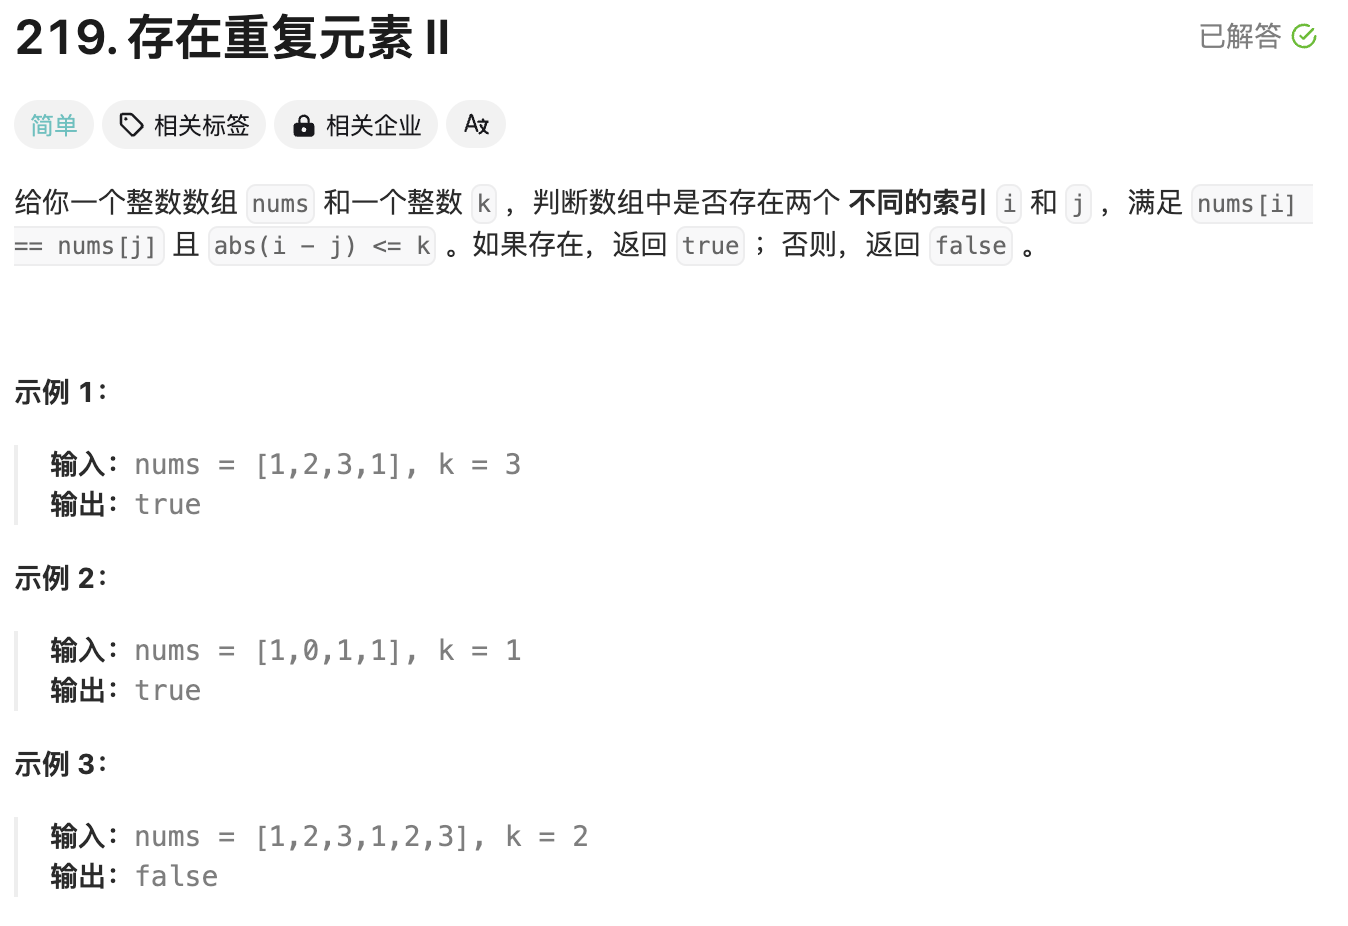 219. 存在重复元素 II
已解答
简单
相关标签
相关企业
给你一个整数数组 nums 和一个整数 k ，判断数组中是否存在两个 不同的索引 i 和 j ，满足 nums[i]
== nums[j] 且 abs(i - j) <= k 。如果存在，返回 true ；否则，返回 false 。
示例 1：
输入：nums = [1,2,3,1], k = 3
输出：true
示例 2：
输入：nums = [1,0,1,1], k = 1
输出：true
示例 3：
输入：nums = [1,2,3,1,2,3], k = 2
输出：false